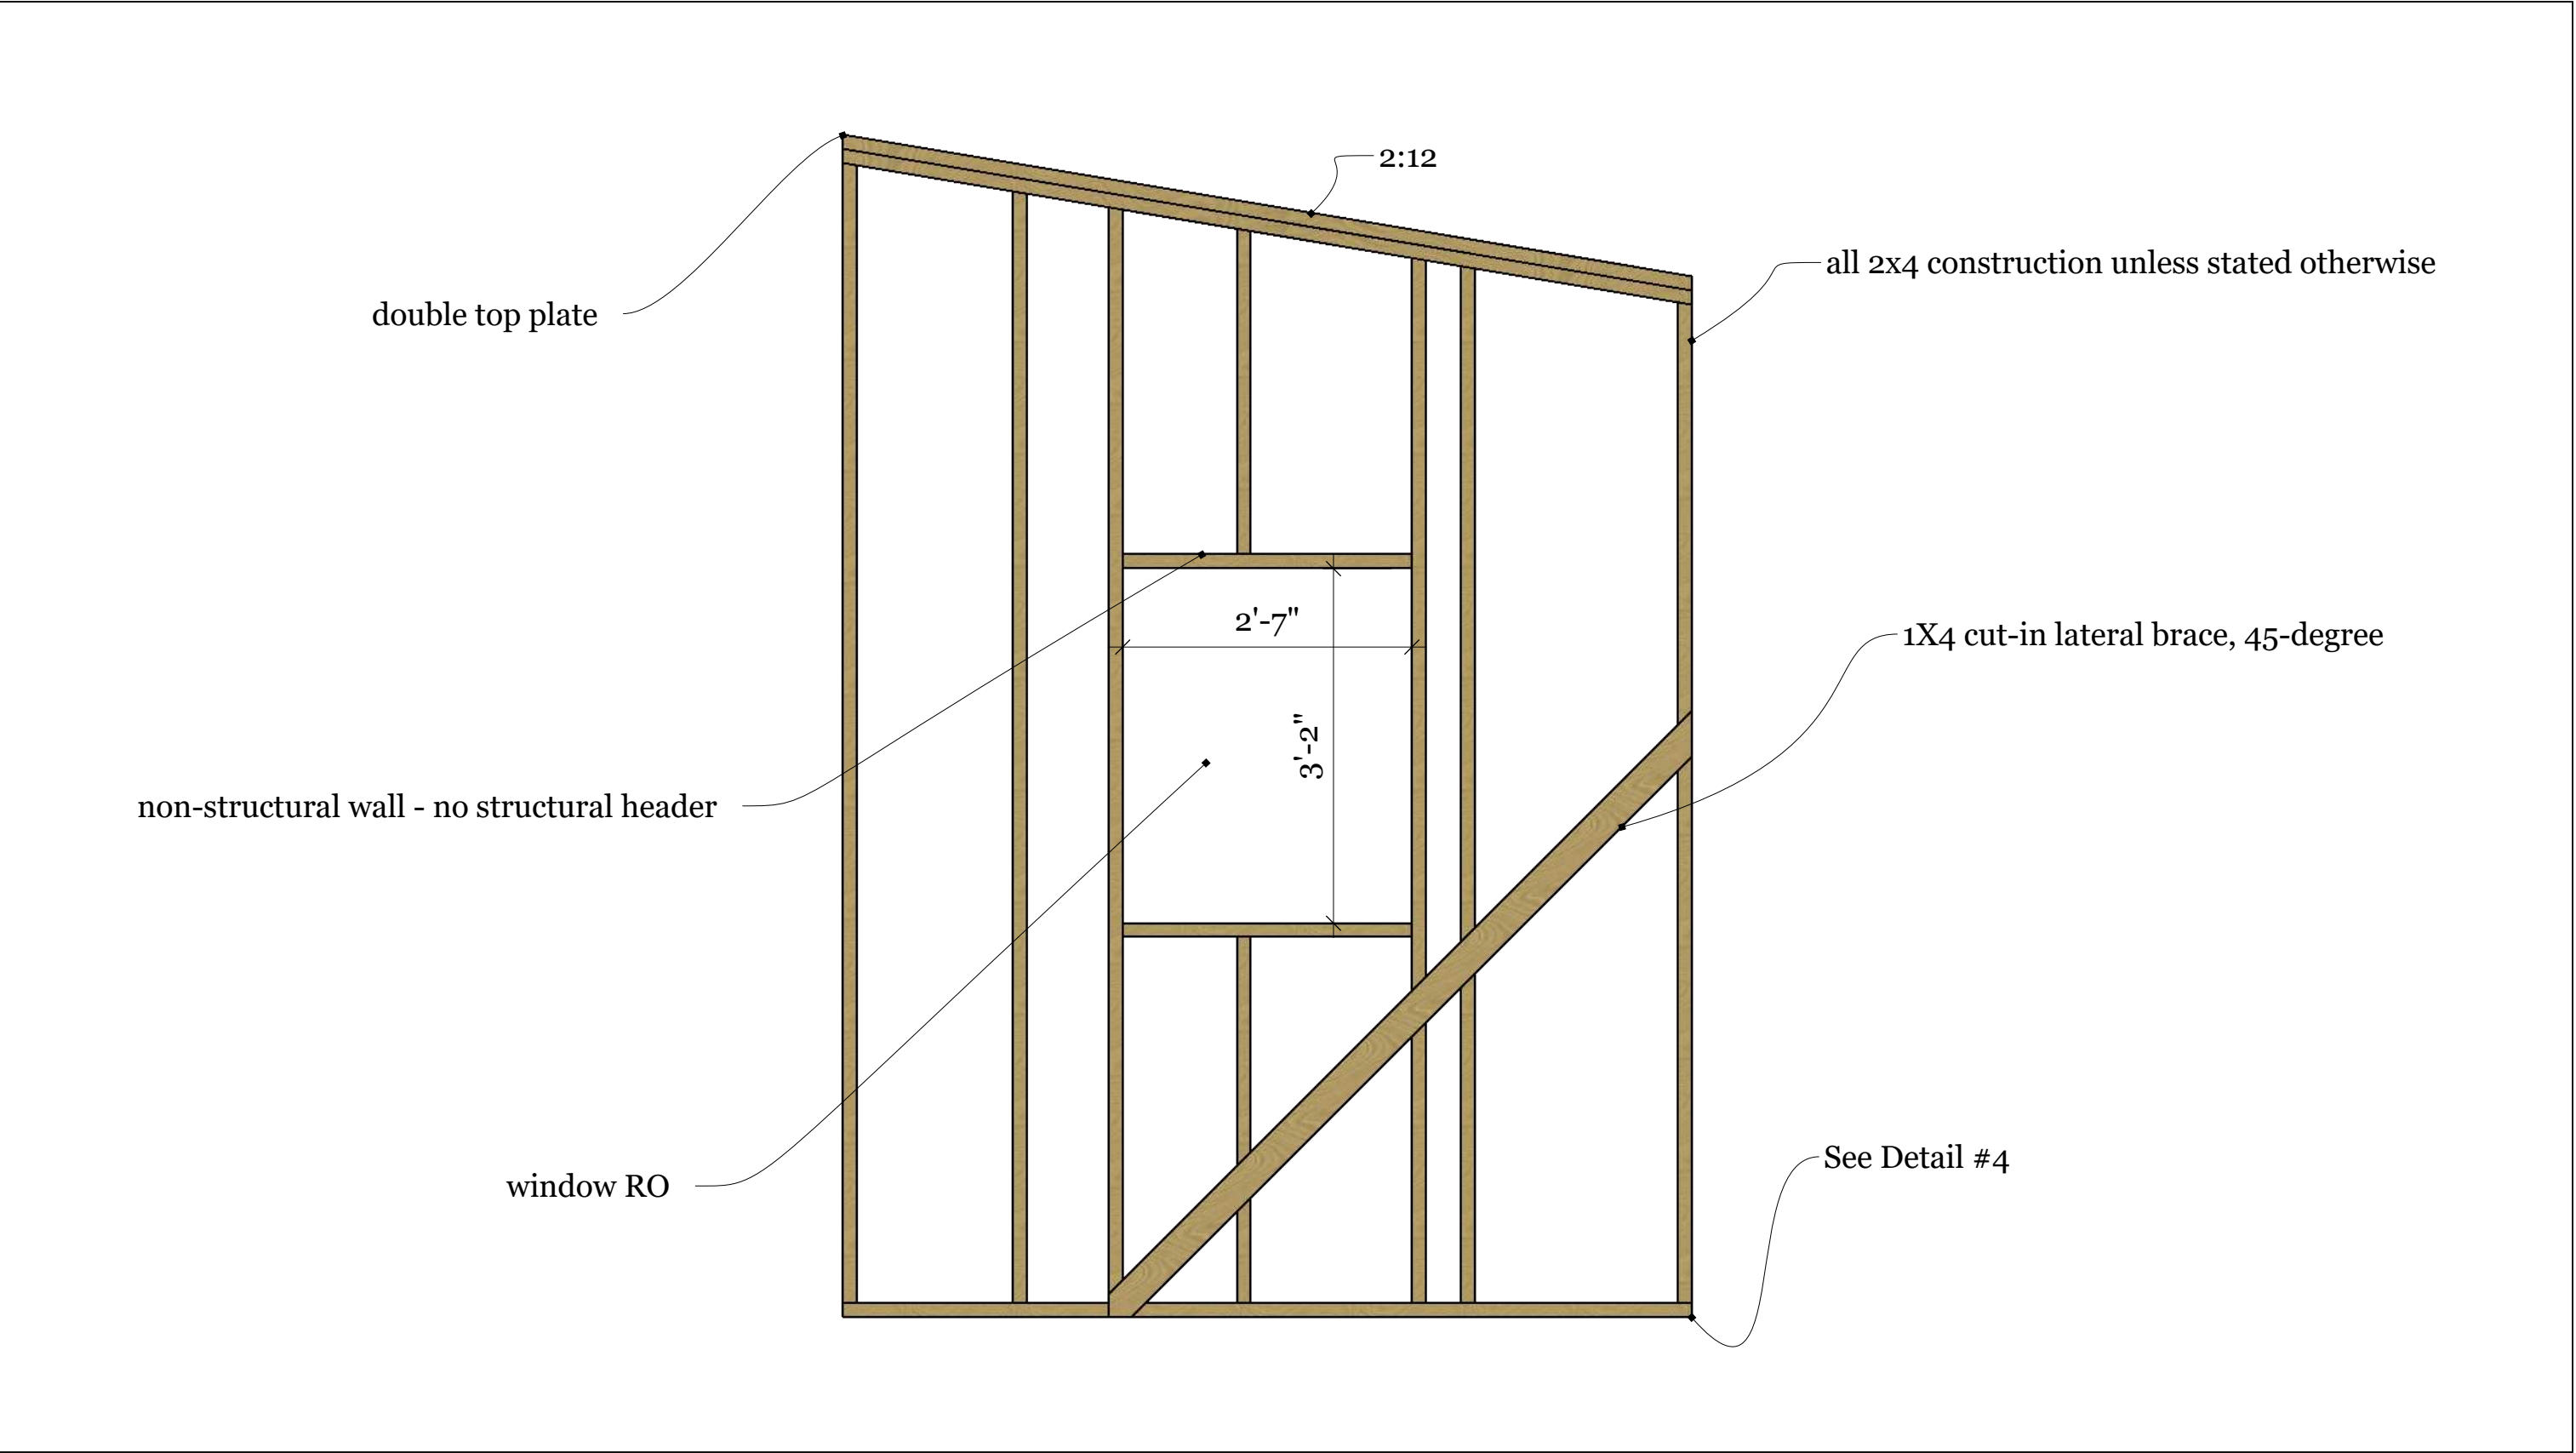 2:12
all 2x4 construction unless stated otherwise
double top plate
2'-7"
1X4 cut-in lateral brace, 45-degree
3'-2"
non-structural wall - no structural header
See Detail #4
window RO